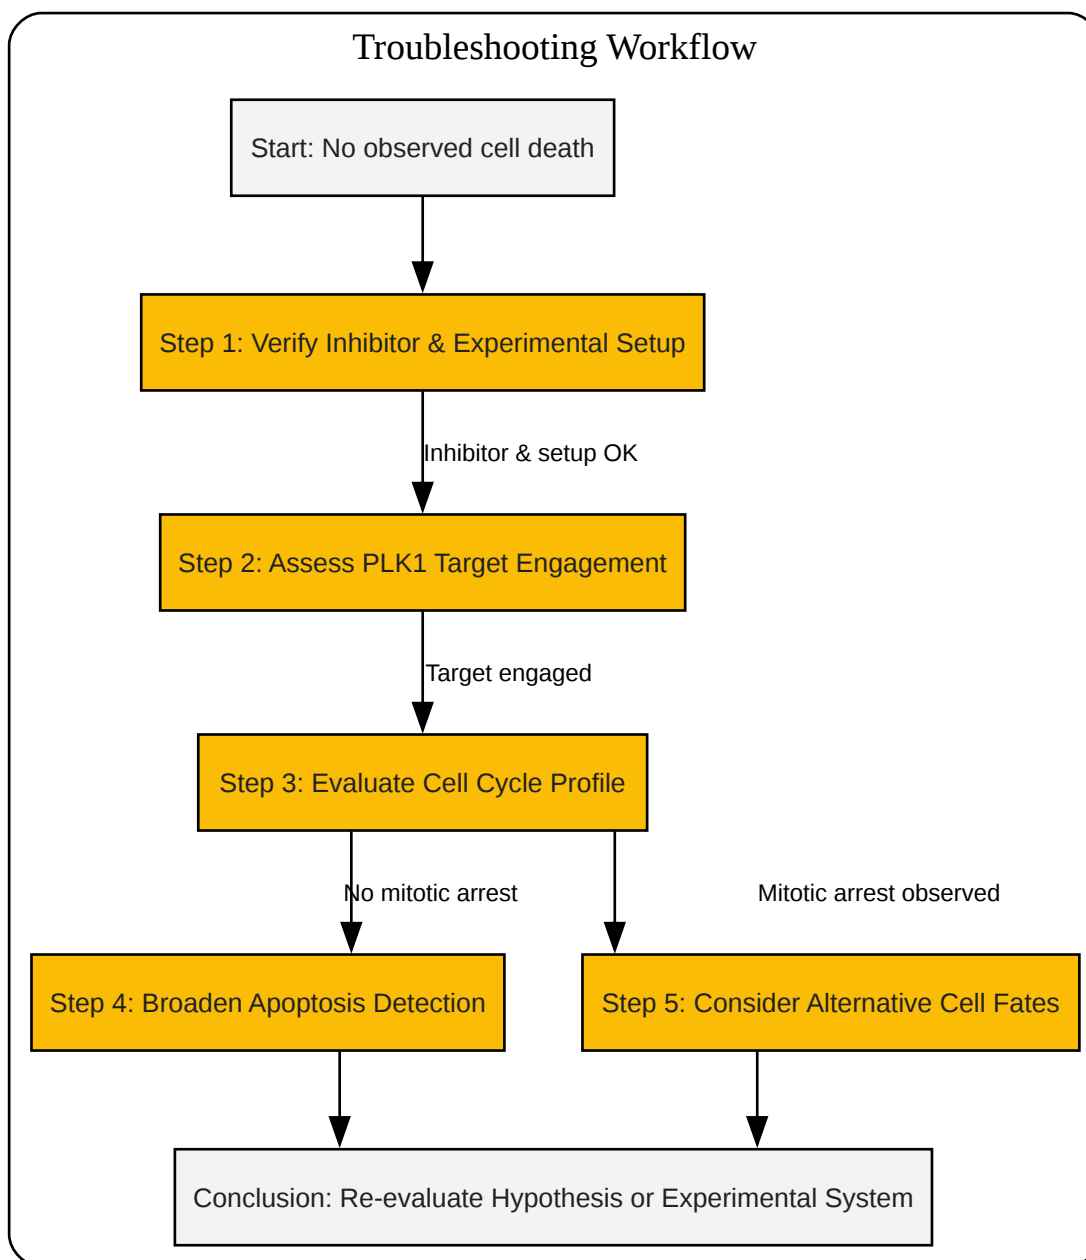 Troubleshooting Workflow
Start: No observed cell death
Step 1: Verify Inhibitor & Experimental Setup
Inhibitor & setup OK
Step 2: Assess PLK1 Target Engagement
Target engaged
Step 3: Evaluate Cell Cycle Profile
No mitotic arrest
Mitotic arrest observed
Step 4: Broaden Apoptosis Detection
Step 5: Consider Alternative Cell Fates
Conclusion: Re-evaluate Hypothesis or Experimental System